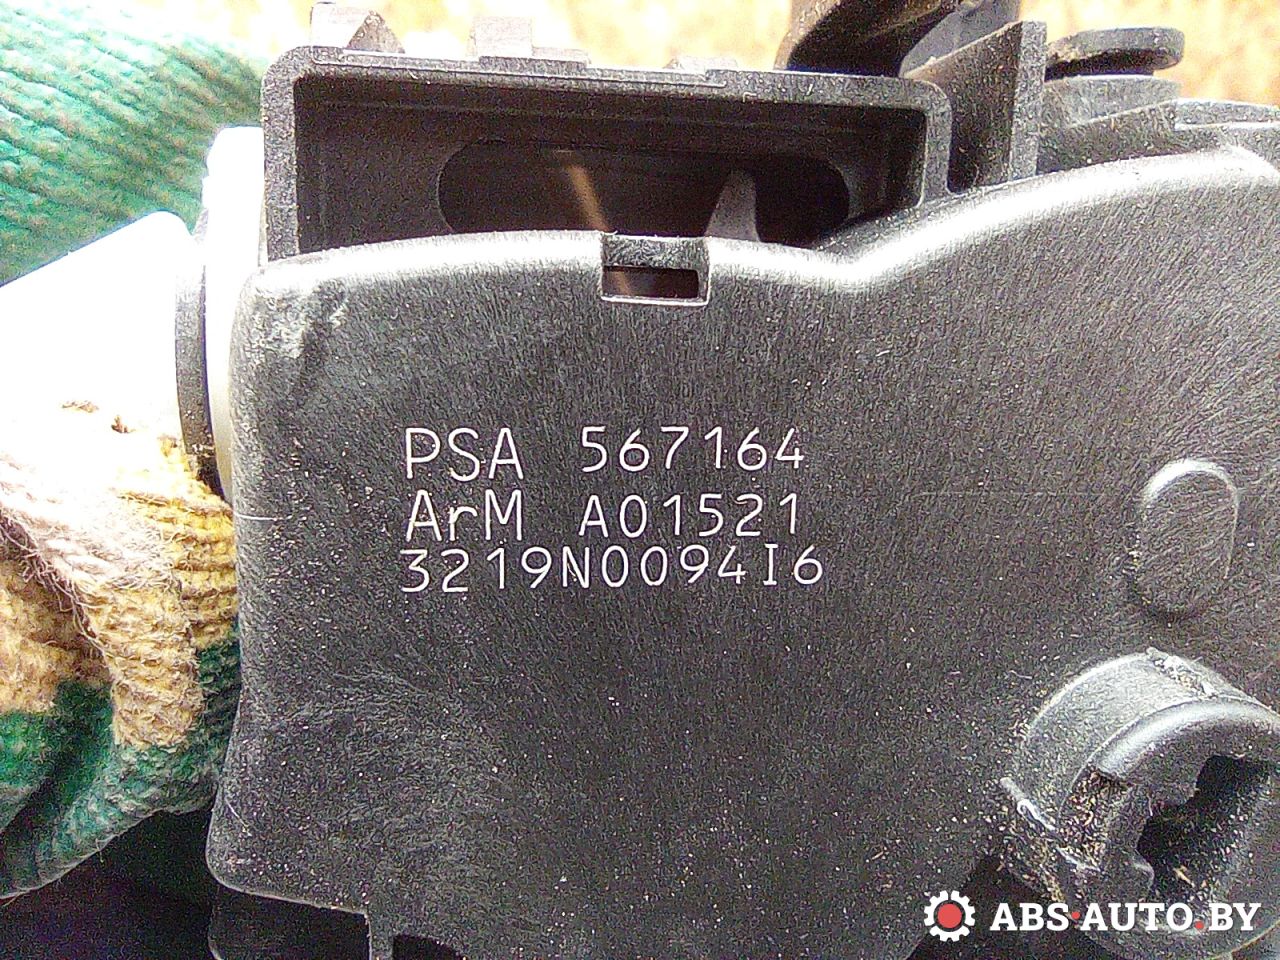 PSA 567164
ArM A01521
3219N0094I6
ABS·AUTO.BY